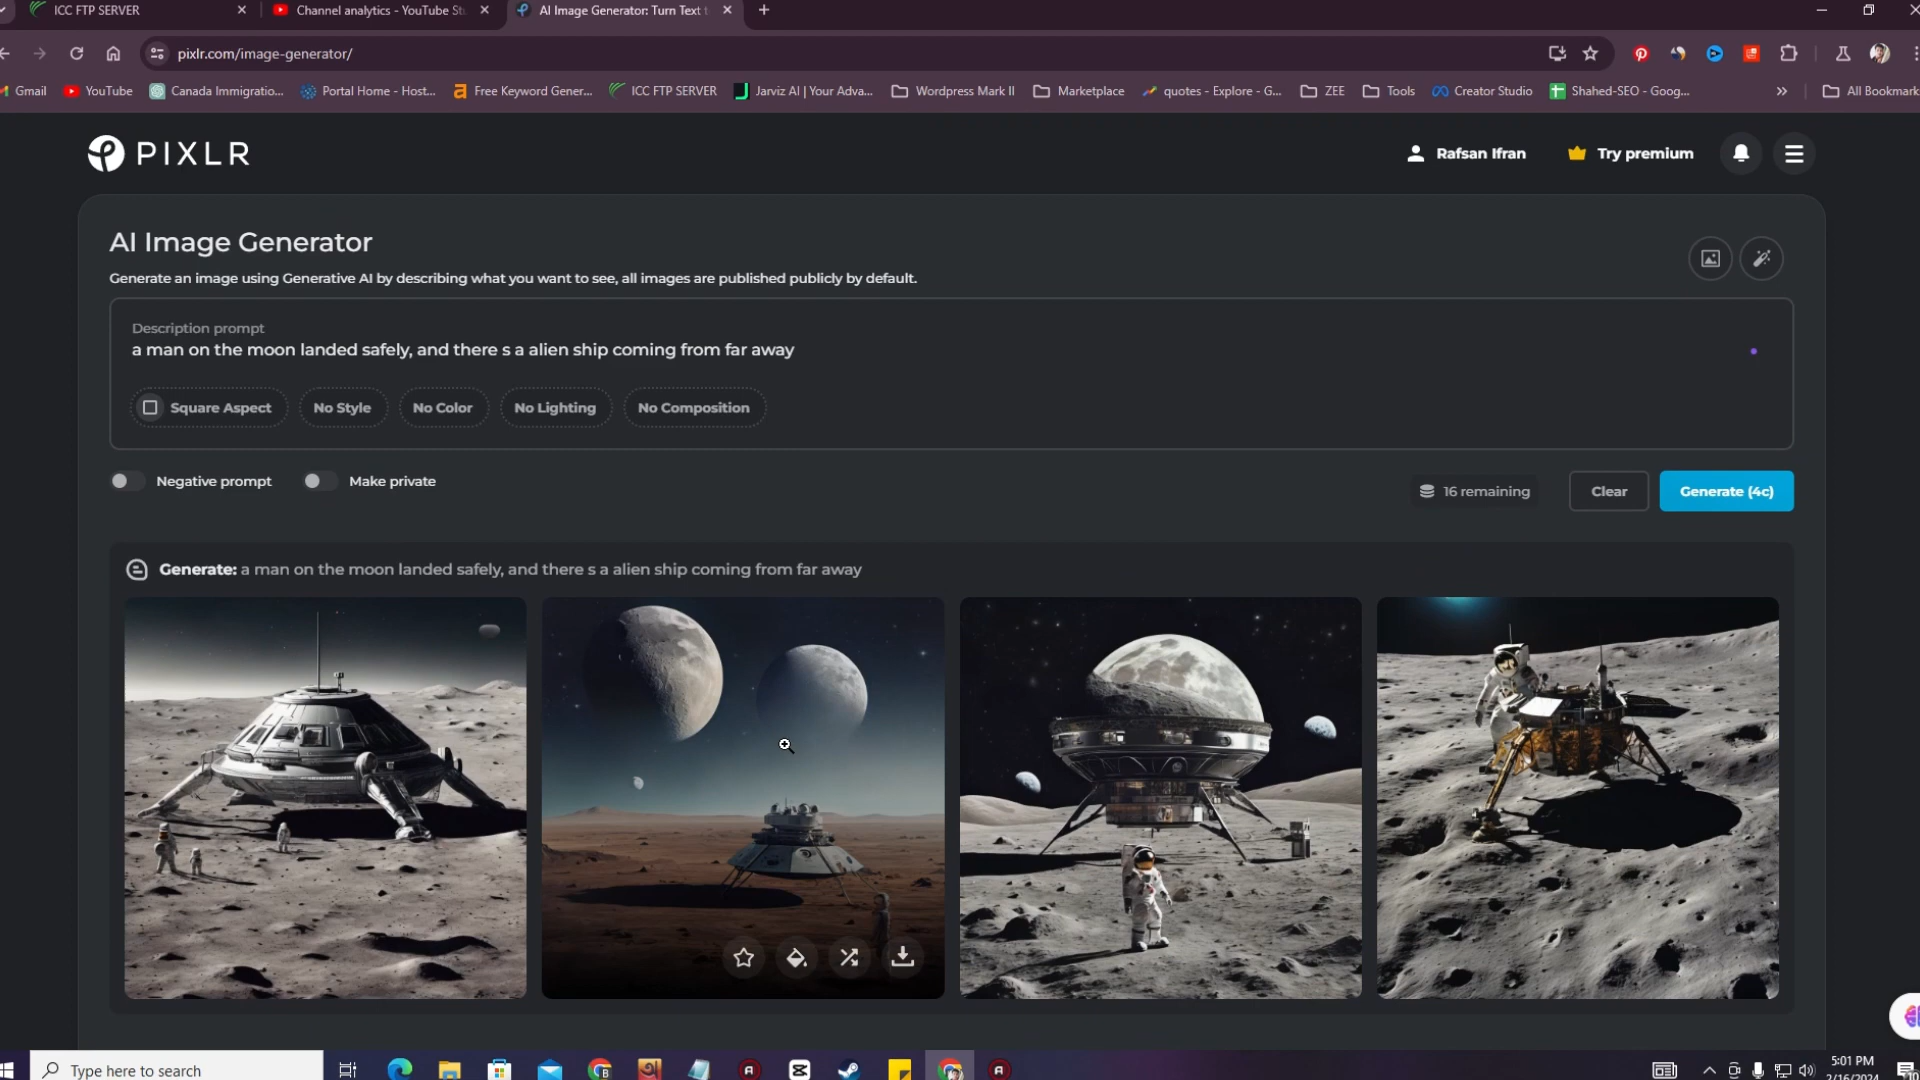 ICC FTP SERVER
Channel analytics - YouTube St
AI Image Generator: Turn Text t
pixlr.com/image-generator/
Gmail
YouTube
Canada Immigratio...
Portal Home - Host...
Free Keyword Gener...
ICC FTP SERVER
Jarviz AI | Your Adva...
Wordpress Mark II
Marketplace
quotes - Explore - G...
ZEE
Tools
Creator Studio
Shahed-SEO - Goog...
All Bookmark
PIXLR
Rafsan Ifran
Try premium
AI Image Generator
Generate an image using Generative AI by describing what you want to see, all images are published publicly by default.
Description prompt
a man on the moon landed safely, and there s a alien ship coming from far away
Square Aspect
No Style
No Color
No Lighting
No Composition
Negative prompt
Make private
16 remaining
Clear
Generate (4c)
Generate: a man on the moon landed safely, and there s a alien ship coming from far away
Type here to search
5:01 PM
2/16/2024